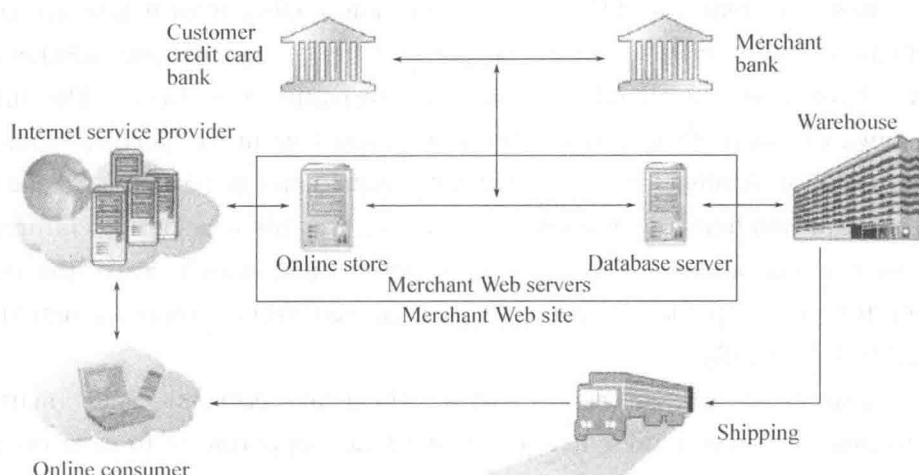 Customer
credit card
bank
Merchant
bank
Internet service provider
Warehouse
Online store
Database server
Merchant Web servers
Merchant Web site
Shipping
Online consumer